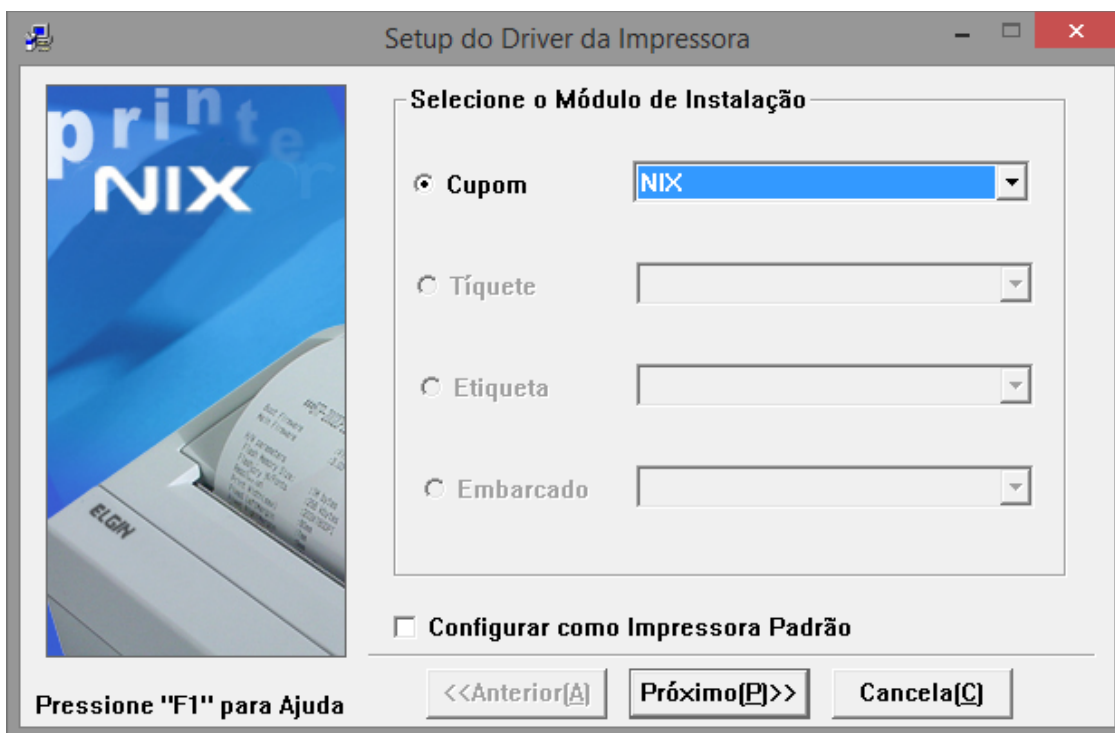 Setup do Driver da Impressora
printer
NIX
ELGIN
Selecione o Módulo de Instalação
Cupom
NIX
Tíquete
Etiqueta
Embarcado
Configurar como Impressora Padrão
Pressione "F1" para Ajuda
<<Anterior(A)
Próximo(P)>>
Cancela(C)